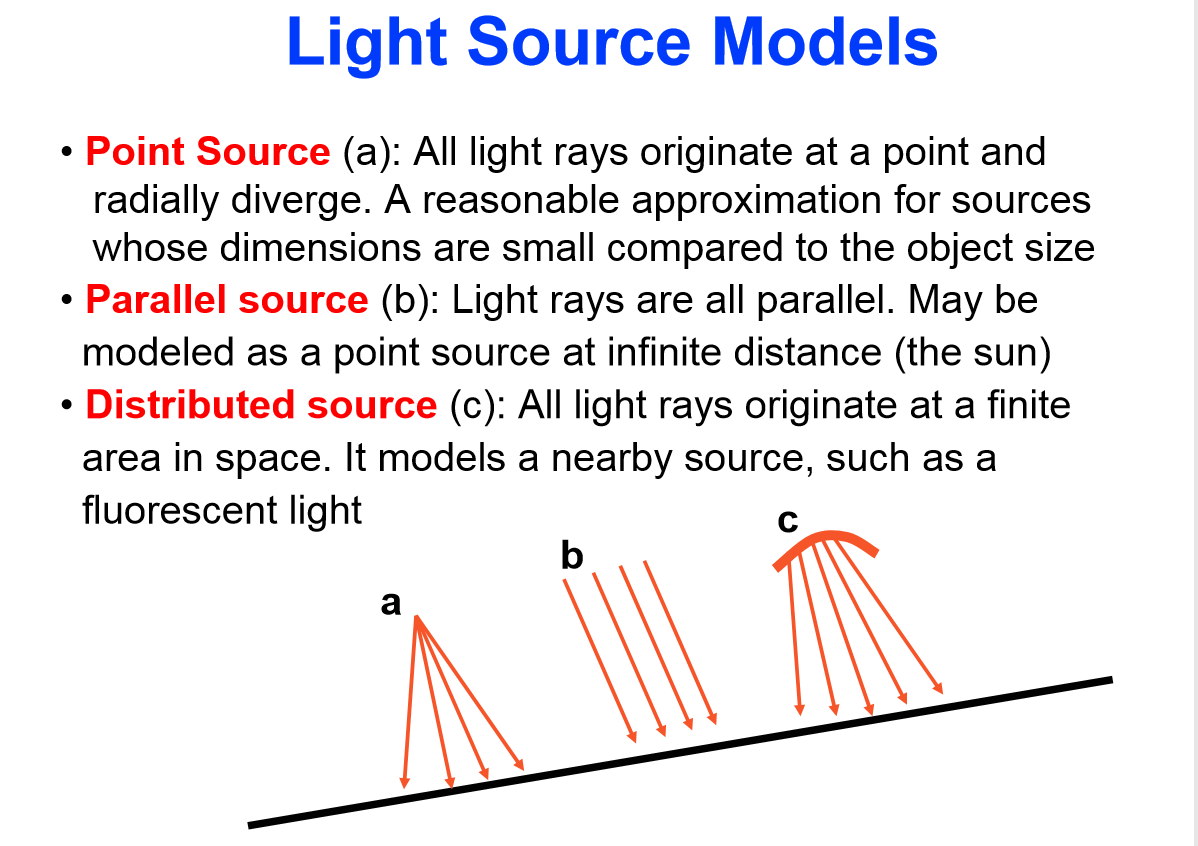 Light Source Models
• Point Source (a): All light rays originate at a point and
radially diverge. A reasonable approximation for sources
whose dimensions are small compared to the object size
• Parallel source (b): Light rays are all parallel. May be
modeled as a point source at infinite distance (the sun)
• Distributed source (c): All light rays originate at a finite
area in space. It models a nearby source, such as a
fluorescent light
c
b
a